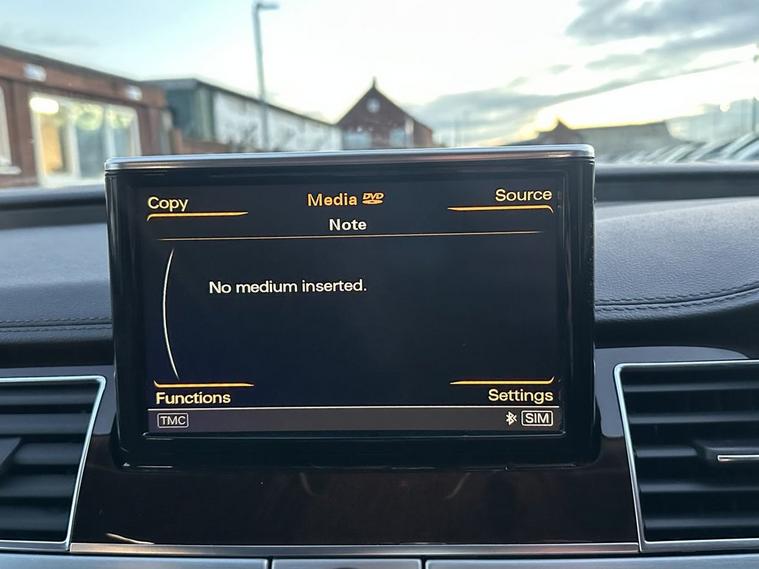 Copy
Media DVD
Source
Note
No medium inserted.
Functions
Settings
TMC
SIM